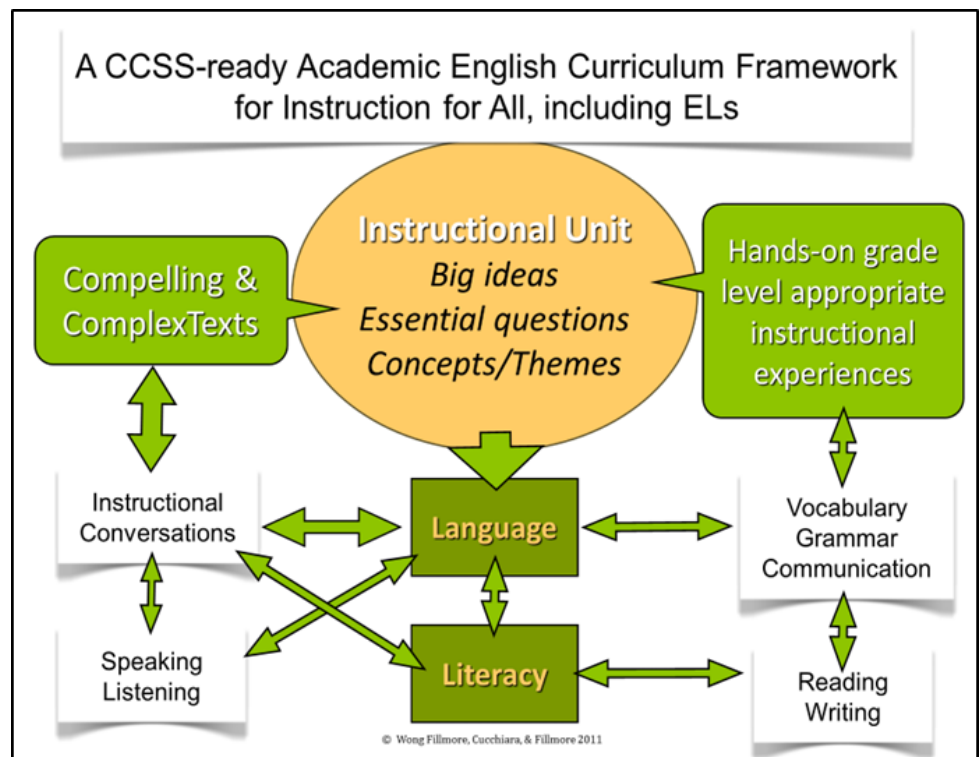 A CCSS-ready Academic English Curriculum Framework
for Instruction for All, including ELs
Instructional Unit
Big ideas
Essential questions
Concepts/Themes
Compelling &
ComplexTexts
Hands-on grade
level appropriate
instructional
experiences
Instructional
Conversations
Language
Vocabulary
Grammar
Communication
Speaking
Listening
Literacy
Reading
Writing
© Wong Fillmore, Cucchiara, & Fillmore 2011